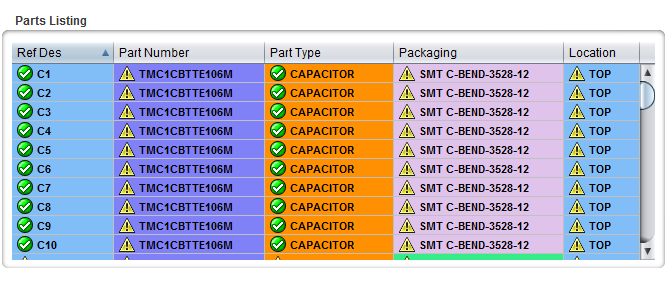 Parts Listing
Ref Des Part Number Part Type Packaging Location
C1 TMC1CBTTE106M CAPACITOR SMT C-BEND-3528-12 TOP
C2 TMC1CBTTE106M CAPACITOR SMT C-BEND-3528-12 TOP
C3 TMC1CBTTE106M CAPACITOR SMT C-BEND-3528-12 TOP
C4 TMC1CBTTE106M CAPACITOR SMT C-BEND-3528-12 TOP
C5 TMC1CBTTE106M CAPACITOR SMT C-BEND-3528-12 TOP
C6 TMC1CBTTE106M CAPACITOR SMT C-BEND-3528-12 TOP
C7 TMC1CBTTE106M CAPACITOR SMT C-BEND-3528-12 TOP
C8 TMC1CBTTE106M CAPACITOR SMT C-BEND-3528-12 TOP
C9 TMC1CBTTE106M CAPACITOR SMT C-BEND-3528-12 TOP
C10 TMC1CBTTE106M CAPACITOR SMT C-BEND-3528-12 TOP